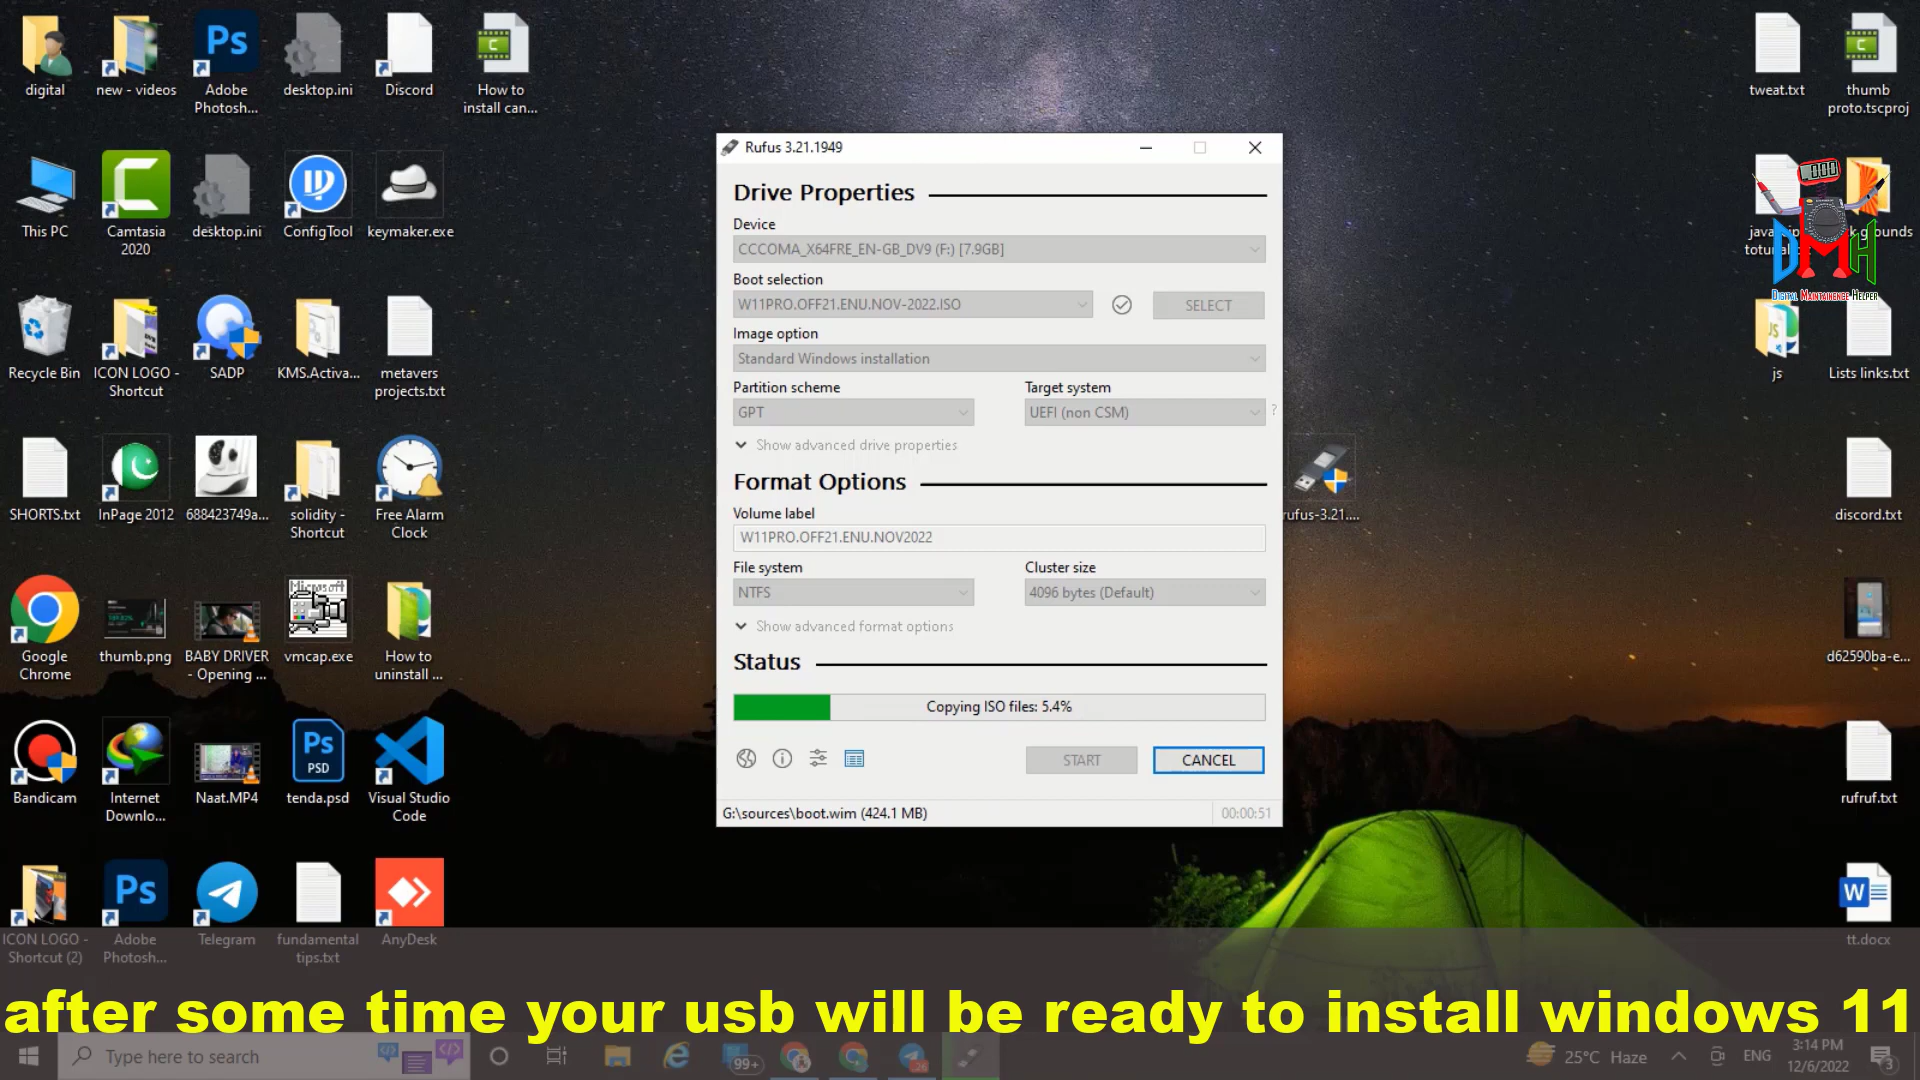 digital
new - videos
Adobe
Photosh...
desktop.ini
Discord
How to
install can...
tweat.txt
thumb
proto.tscproj
This PC
Camtasia
2020
desktop.ini
ConfigTool
keymaker.exe
Digital Maintainence Helper
Recycle Bin
ICON LOGO -
Shortcut
SADP
KMS.Activa...
metavers
projects.txt
js
Lists links.txt
SHORTS.txt
InPage 2012
688423749a...
solidity -
Shortcut
Free Alarm
Clock
rufus-3.21....
discord.txt
Google
Chrome
thumb.png
BABY DRIVER
- Opening ...
Microsoft
vmcap.exe
How to
uninstall ...
d62590ba-e...
Bandicam
Internet
Downlo...
Naat.MP4
PSD
tenda.psd
Visual Studio
Code
rufruf.txt
ICON LOGO -
Shortcut (2)
Adobe
Photosh...
Telegram
fundamental
tips.txt
AnyDesk
tt.docx
Rufus 3.21.1949
Drive Properties
Device
CCCOMA_X64FRE_EN-GB_DV9 (F:) [7.9GB]
Boot selection
W11PRO.OFF21.ENU.NOV-2022.ISO
SELECT
Image option
Standard Windows installation
Partition scheme
Target system
GPT
UEFI (non CSM)
?
Show advanced drive properties
Format Options
Volume label
W11PRO.OFF21.ENU.NOV2022
File system
Cluster size
NTFS
4096 bytes (Default)
Show advanced format options
Status
Copying ISO files: 5.4%
START
CANCEL
G:\sources\boot.wim (424.1 MB)
00:00:51
after some time your usb will be ready to install windows 11
Type here to search
99+
25°C Haze
ENG
3:14 PM
12/6/2022
3